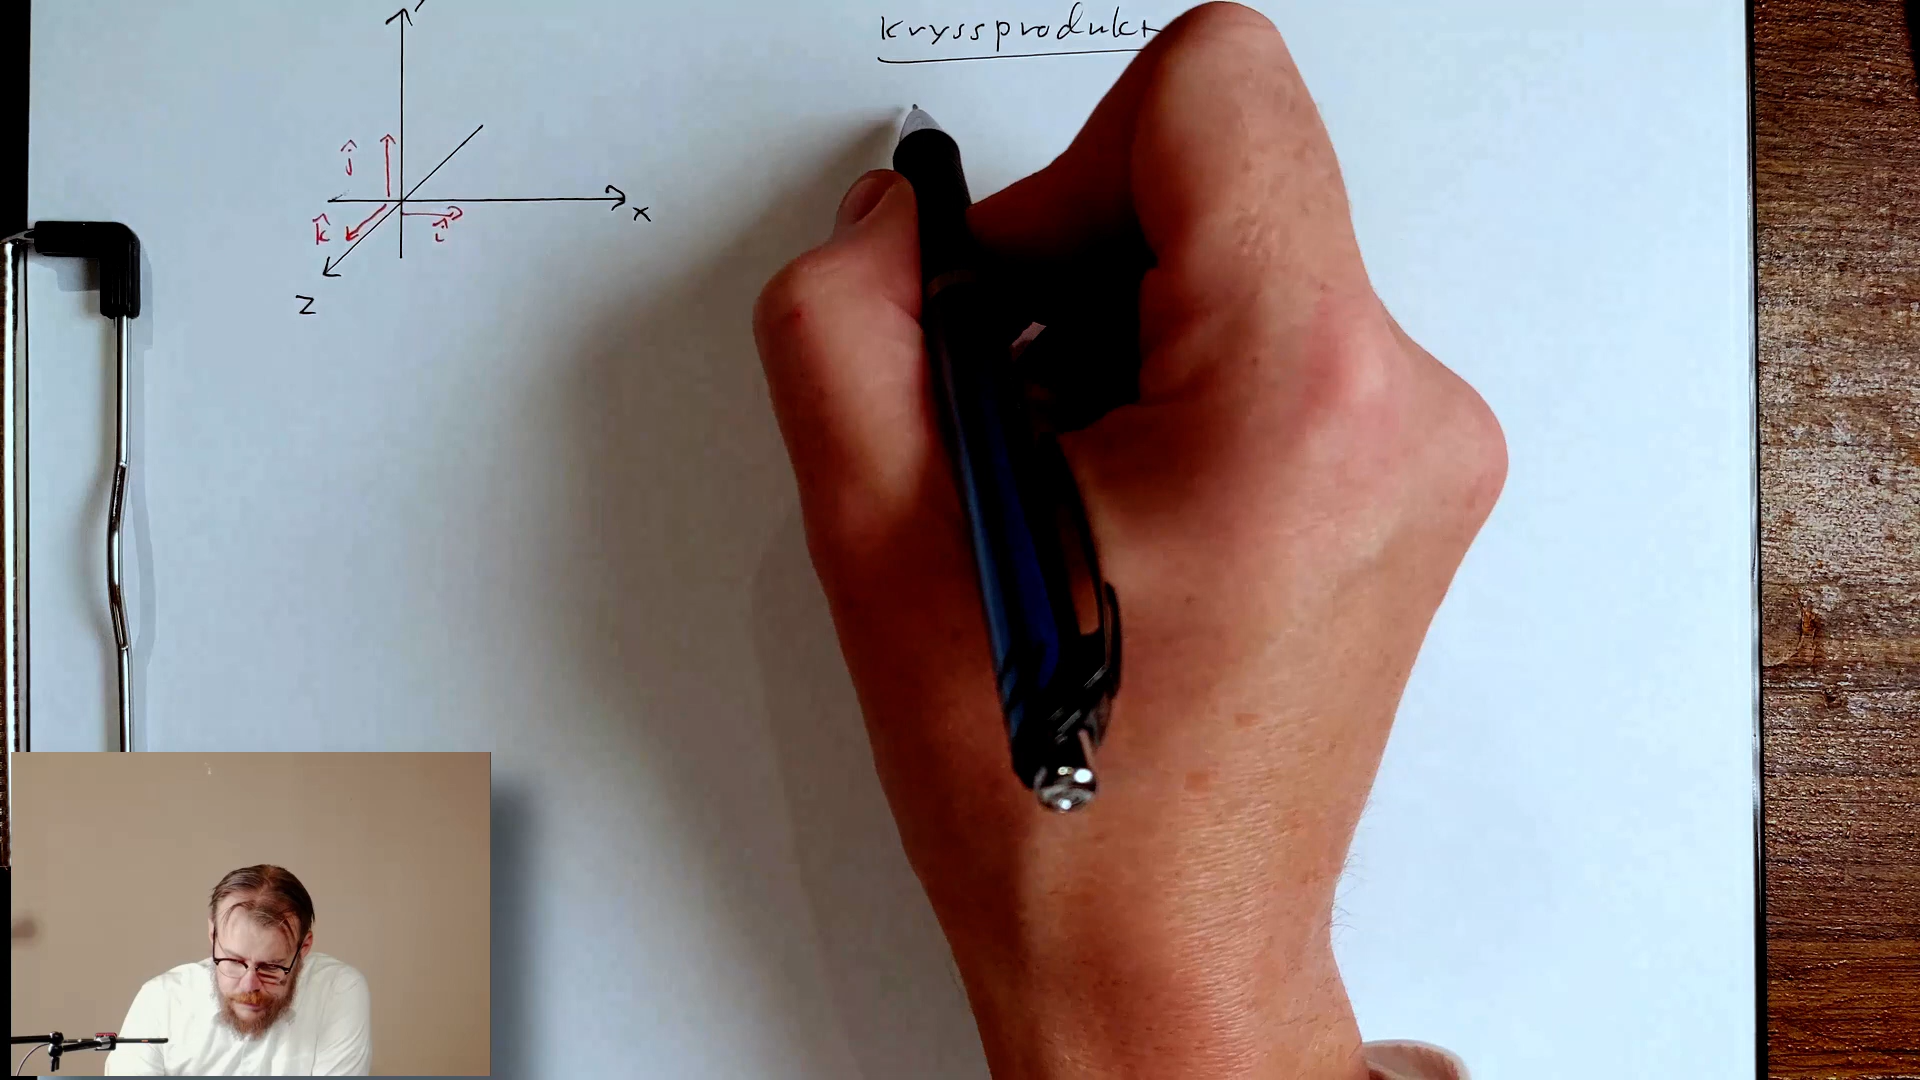 Kryssprodukt
ĵ
x
k̂
î
z